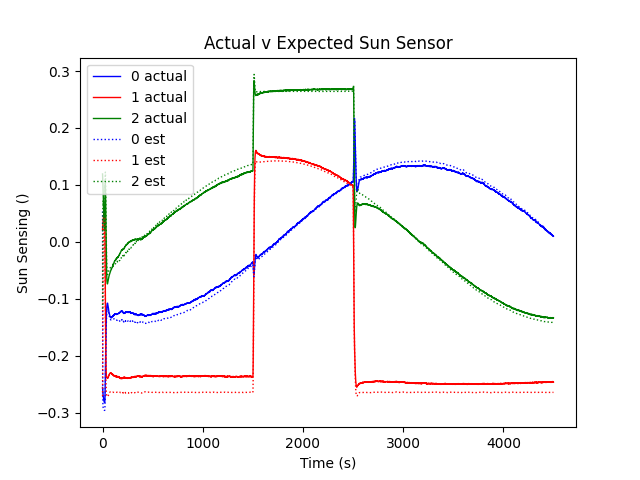 Actual v Expected Sun Sensor
0 actual
1 actual
2 actual
0 est
1 est
2 est
0.3
0.2
0.1
0.0
−0.1
−0.2
−0.3
Sun Sensing ()
0 1000 2000 3000 4000
Time (s)